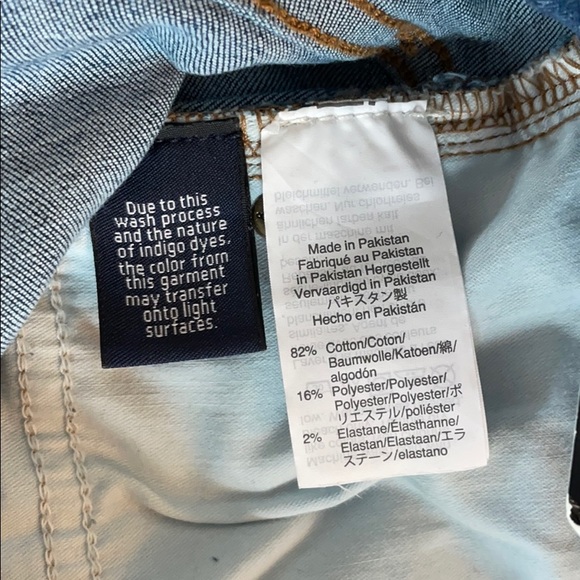 Due to this
wash process
and the nature
of indigo dyes,
the color from
this garment
may transfer
onto light
surfaces.
Made in Pakistan
Fabriqué au Pakistan
in Pakistan Hergestellt
Vervaardigd in Pakistan
パキスタン製
Hecho en Pakistán
82% Cotton/Coton/
Baumwolle/Katoen/綿/
algodón
16% Polyester/Polyester/
Polyester/Polyester/ポ
リエステル/poliéster
2% Elastane/Élasthanne/
Elastan/Elastaan/エラ
ステーン/elastano